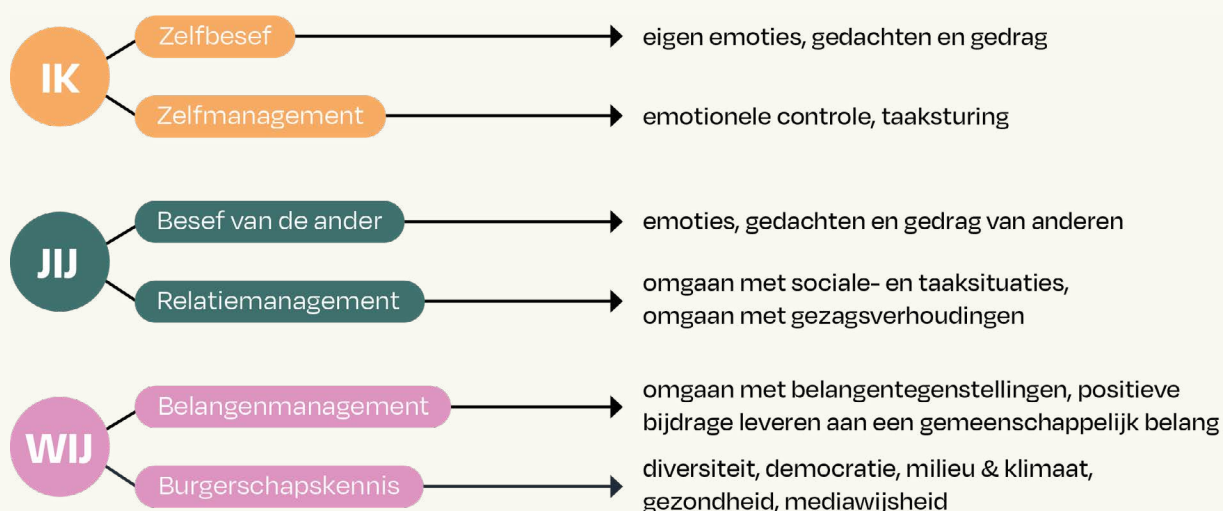 IK
Zelfbesef
eigen emoties, gedachten en gedrag
Zelfmanagement
emotionele controle, taaksturing
JIJ
Besef van de ander
emoties, gedachten en gedrag van anderen
Relatiemanagement
omgaan met sociale- en taaksituaties,
omgaan met gezagsverhoudingen
WIJ
Belangenmanagement
omgaan met belangentegenstellingen, positieve
bijdrage leveren aan een gemeenschappelijk belang
Burgerschapskennis
diversiteit, democratie, milieu & klimaat,
gezondheid, mediawijsheid